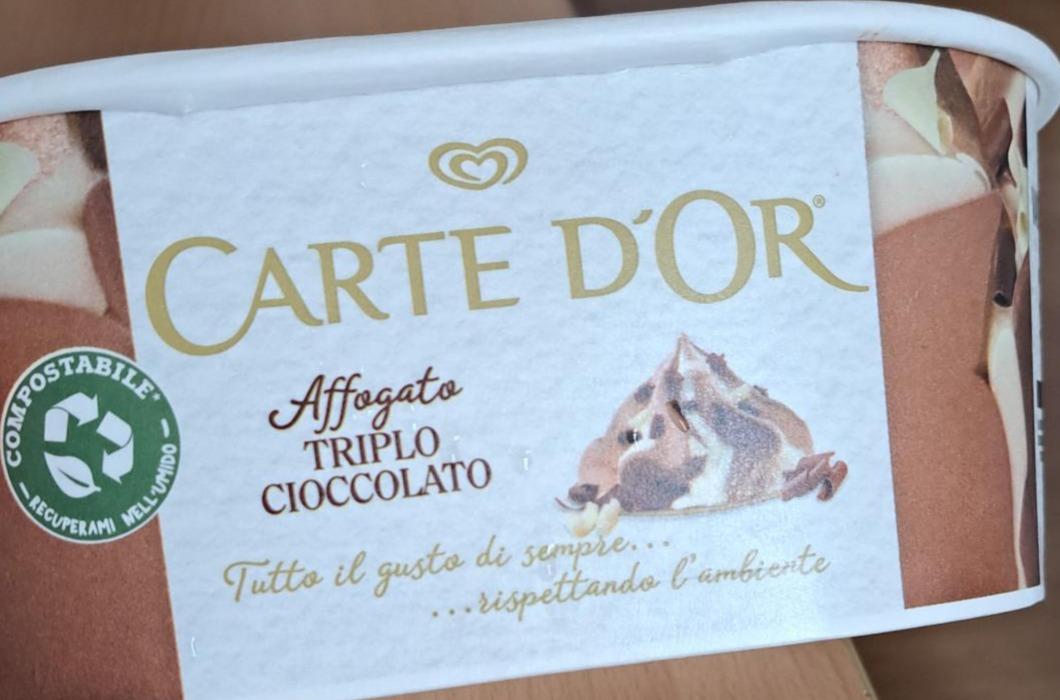 CARTE D'OR®
Affogato
TRIPLO
CIOCCOLATO
COMPOSTABILE*
- RECUPERAMI NELL'UMIDO -
Tutto il gusto di sempre...
...rispettando l'ambiente